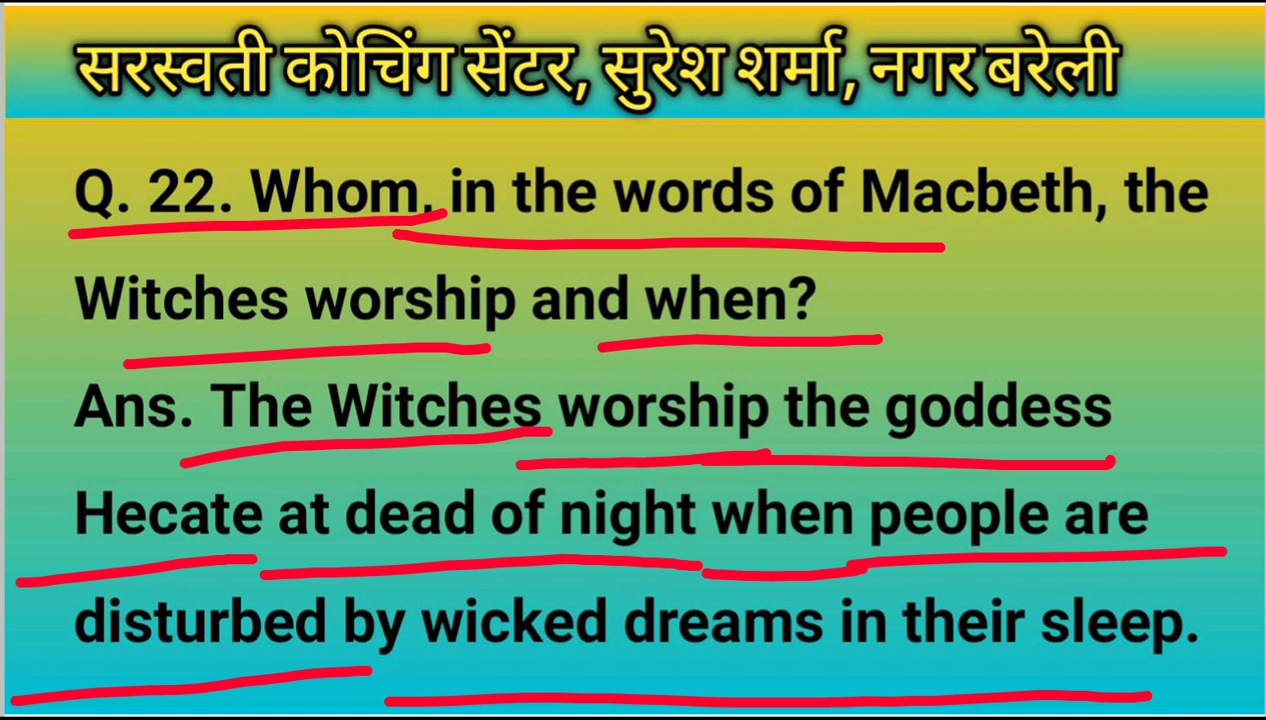 सरस्वती कोचिंग सेंटर, सुरेश शर्मा, नगर बरेली
Q. 22. Whom, in the words of Macbeth, the
Witches worship and when?
Ans. The Witches worship the goddess
Hecate at dead of night when people are
disturbed by wicked dreams in their sleep.